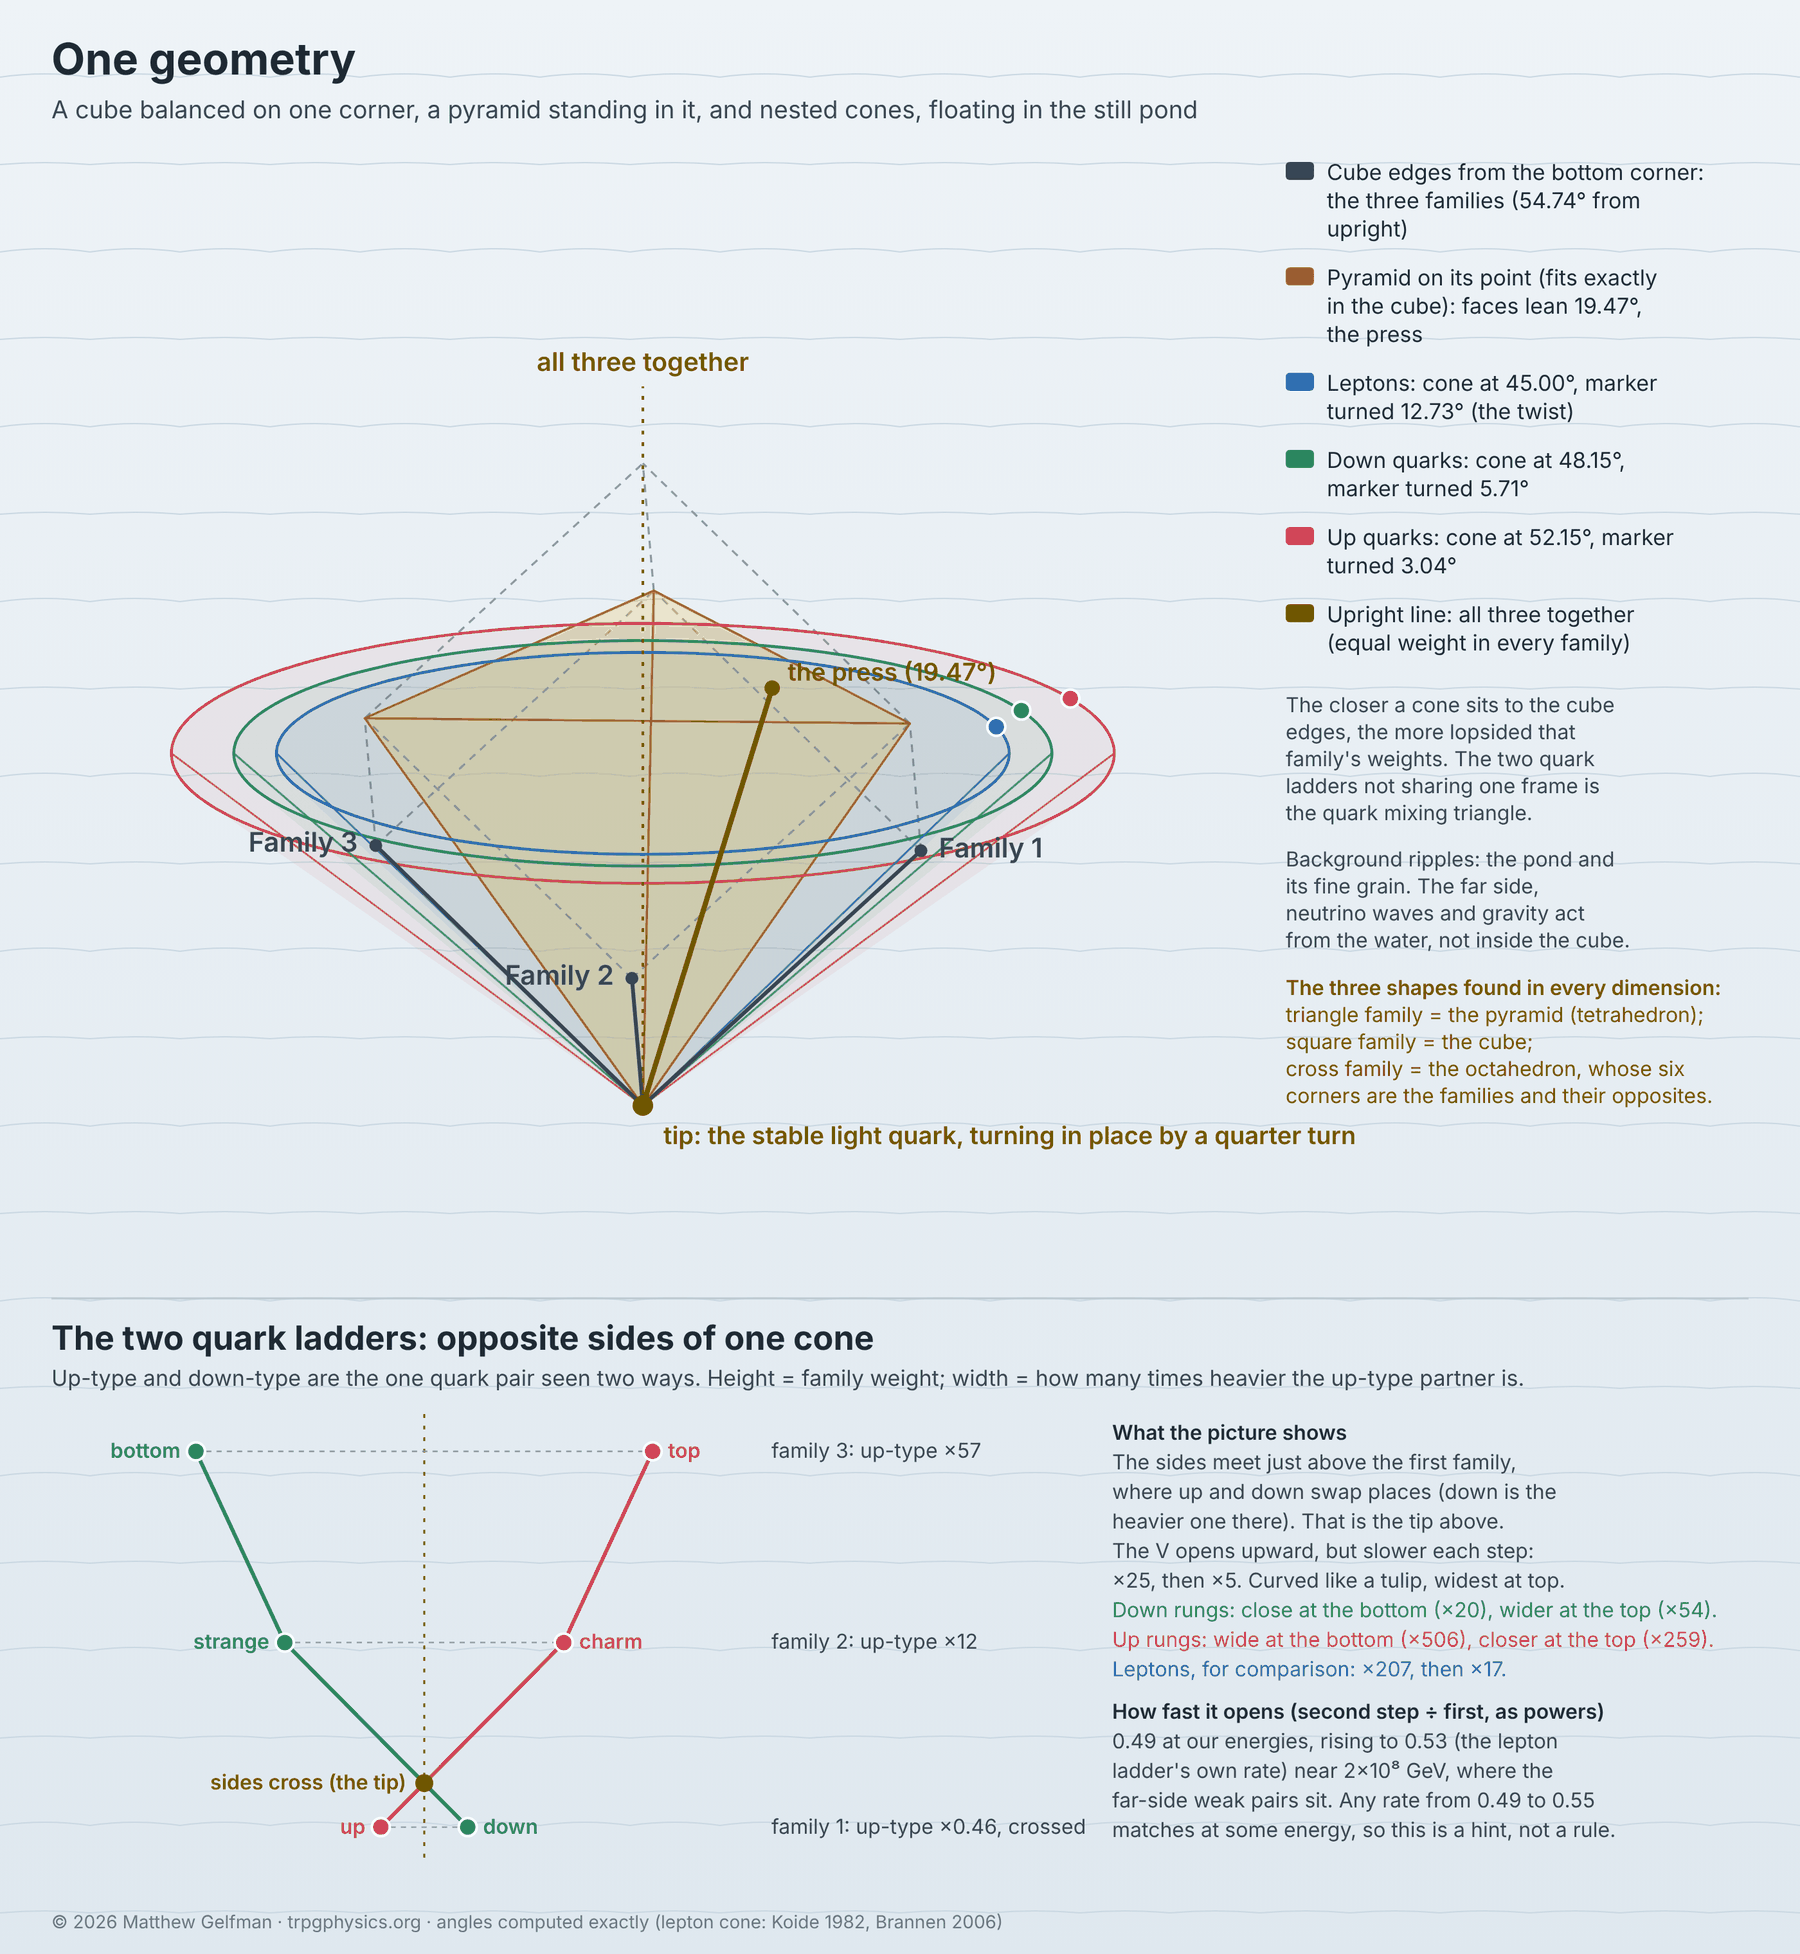 One geometry
A cube balanced on one corner, a pyramid standing in it, and nested cones, floating in the still pond
Cube edges from the bottom corner:
the three families (54.74° from
upright)
Pyramid on its point (fits exactly
in the cube): faces lean 19.47°,
the press
Leptons: cone at 45.00°, marker
turned 12.73° (the twist)
Down quarks: cone at 48.15°,
marker turned 5.71°
Up quarks: cone at 52.15°, marker
turned 3.04°
Upright line: all three together
(equal weight in every family)
The closer a cone sits to the cube
edges, the more lopsided that
family's weights. The two quark
ladders not sharing one frame is
the quark mixing triangle.
Background ripples: the pond and
its fine grain. The far side,
neutrino waves and gravity act
from the water, not inside the cube.
The three shapes found in every dimension:
triangle family = the pyramid (tetrahedron);
square family = the cube;
cross family = the octahedron, whose six
corners are the families and their opposites.
all three together
the press (19.47°)
Family 3
Family 1
Family 2
tip: the stable light quark, turning in place by a quarter turn
The two quark ladders: opposite sides of one cone
Up-type and down-type are the one quark pair seen two ways. Height = family weight; width = how many times heavier the up-type partner is.
bottom
top
family 3: up-type ×57
strange
charm
family 2: up-type ×12
sides cross (the tip)
up
down
family 1: up-type ×0.46, crossed
What the picture shows
The sides meet just above the first family,
where up and down swap places (down is the
heavier one there). That is the tip above.
The V opens upward, but slower each step:
×25, then ×5. Curved like a tulip, widest at top.
Down rungs: close at the bottom (×20), wider at the top (×54).
Up rungs: wide at the bottom (×506), closer at the top (×259).
Leptons, for comparison: ×207, then ×17.
How fast it opens (second step ÷ first, as powers)
0.49 at our energies, rising to 0.53 (the lepton
ladder's own rate) near 2×10⁸ GeV, where the
far-side weak pairs sit. Any rate from 0.49 to 0.55
matches at some energy, so this is a hint, not a rule.
© 2026 Matthew Gelfman · trpgphysics.org · angles computed exactly (lepton cone: Koide 1982, Brannen 2006)